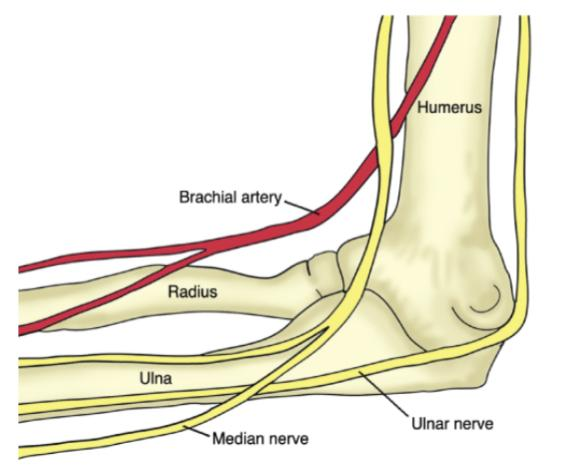 Humerus
Brachial artery
Radius
Ulna
Ulnar nerve
Median nerve